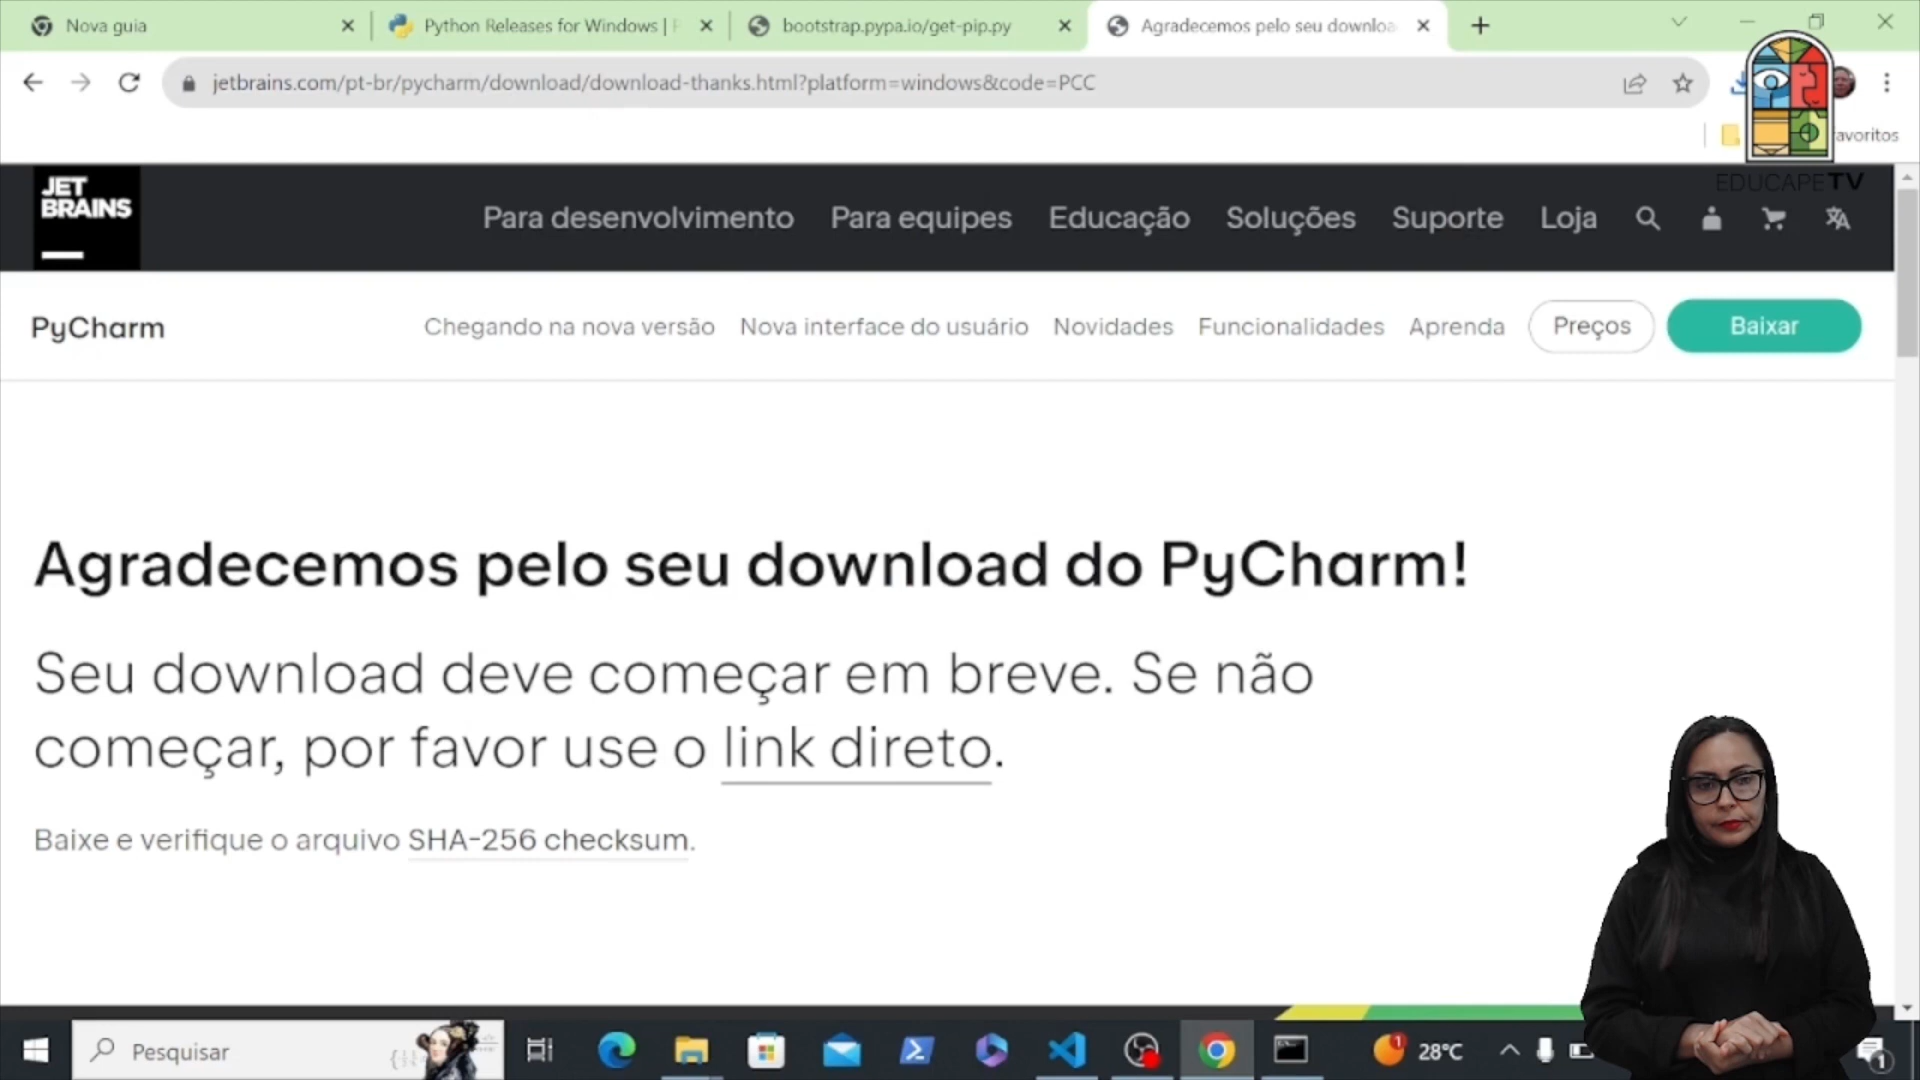 Nova guia
Python Releases for Windows |
bootstrap.pypa.io/get-pip.py
Agradecemos pelo seu downloa
jetbrains.com/pt-br/pycharm/download/download-thanks.html?platform=windows&code=PCC
avoritos
EDUCAPETV
JET
BRAINS
Para desenvolvimento Para equipes Educação Soluções Suporte Loja
PyCharm
Chegando na nova versão Nova interface do usuário Novidades Funcionalidades Aprenda Preços Baixar
Agradecemos pelo seu download do PyCharm!
Seu download deve começar em breve. Se não
começar, por favor use o link direto.
Baixe e verifique o arquivo SHA-256 checksum.
Pesquisar
1
28°C
1